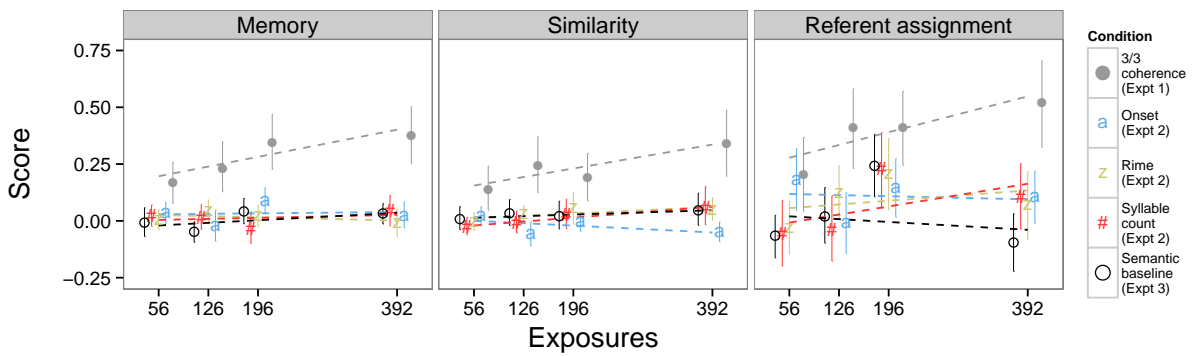 Memory
Similarity
Referent assignment
Score
0.75
0.50
0.25
0.00
−0.25
56 126 196 392
56 126 196 392
56 126 196 392
Exposures
Condition
3/3
coherence
(Expt 1)
a Onset
(Expt 2)
z Rime
(Expt 2)
# Syllable
count
(Expt 2)
Semantic
baseline
(Expt 3)